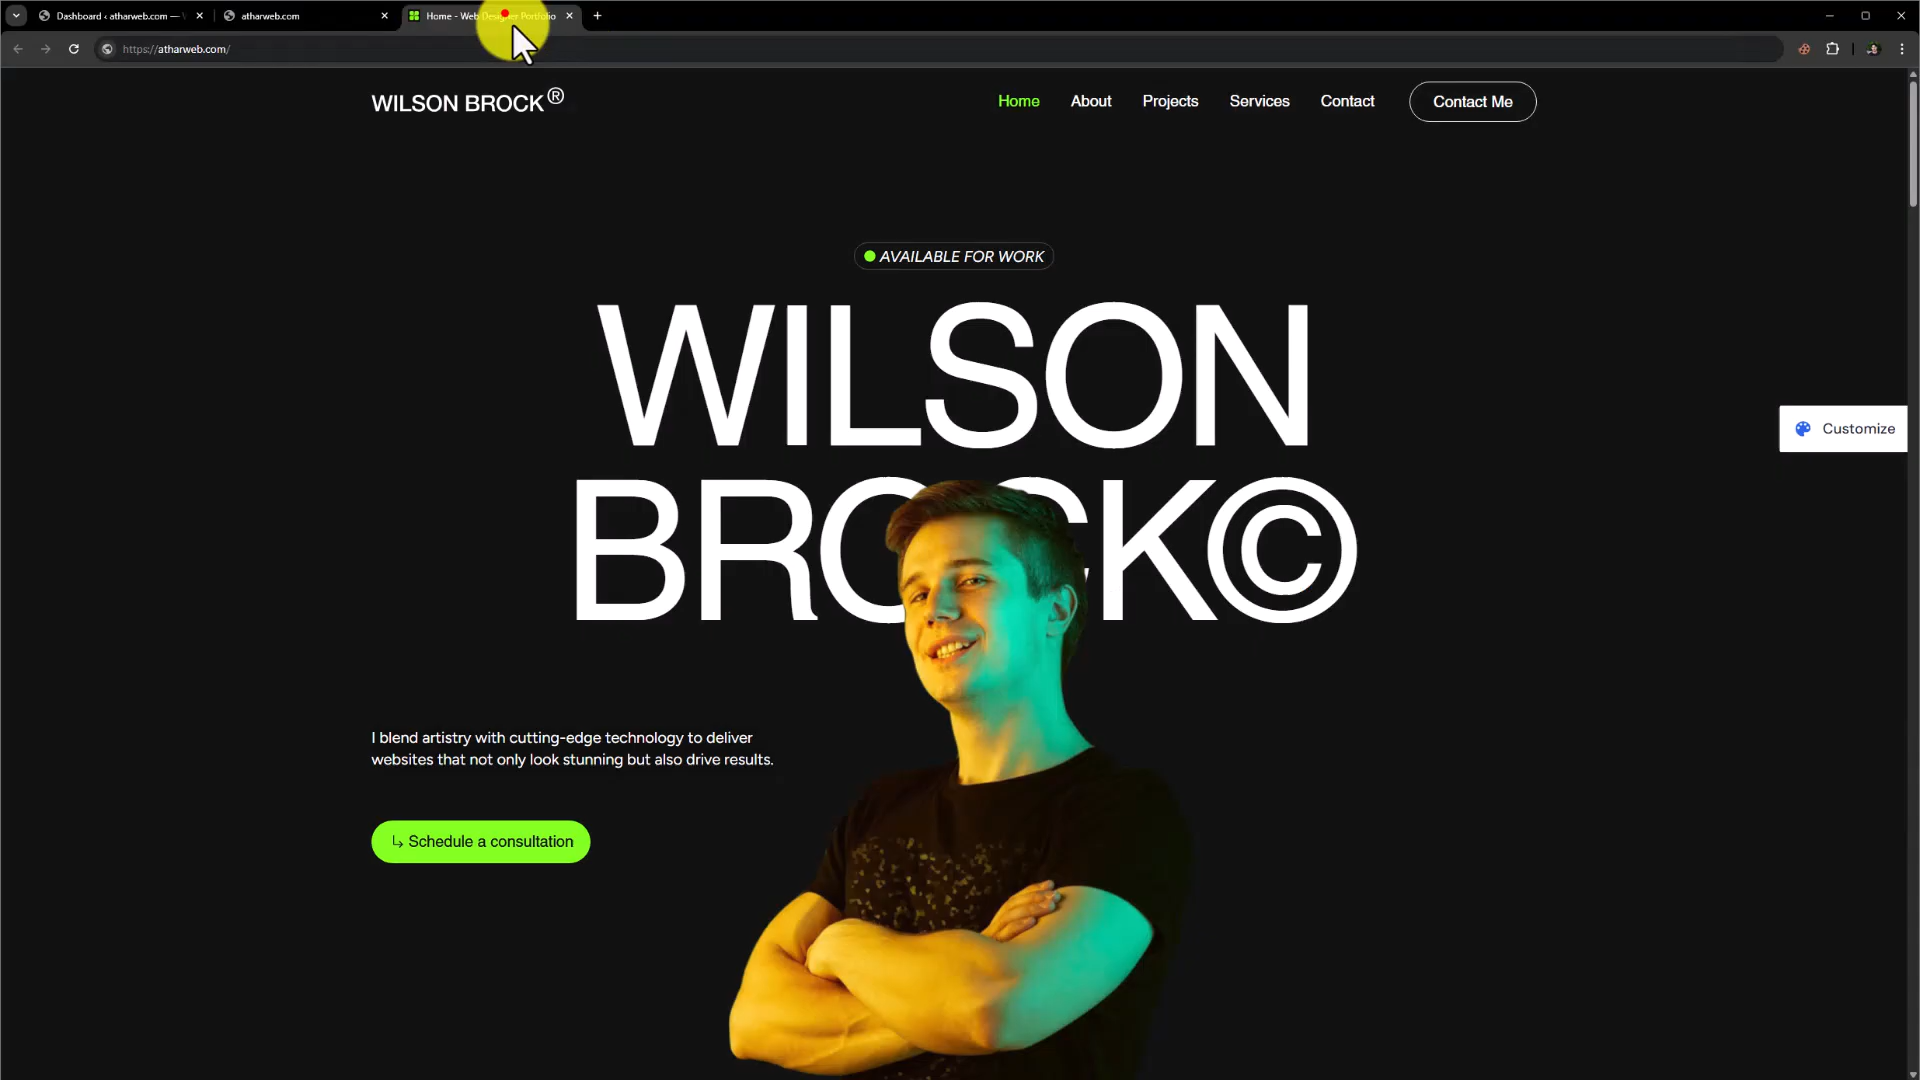 Dashboard ‹ atharweb.com —
atharweb.com
Home - Web Designer Portfolio
https://atharweb.com/
WILSON BROCK®
Home
About
Projects
Services
Contact
Contact Me
AVAILABLE FOR WORK
WILSON
BROCK©
Customize
I blend artistry with cutting-edge technology to deliver
websites that not only look stunning but also drive results.
Schedule a consultation